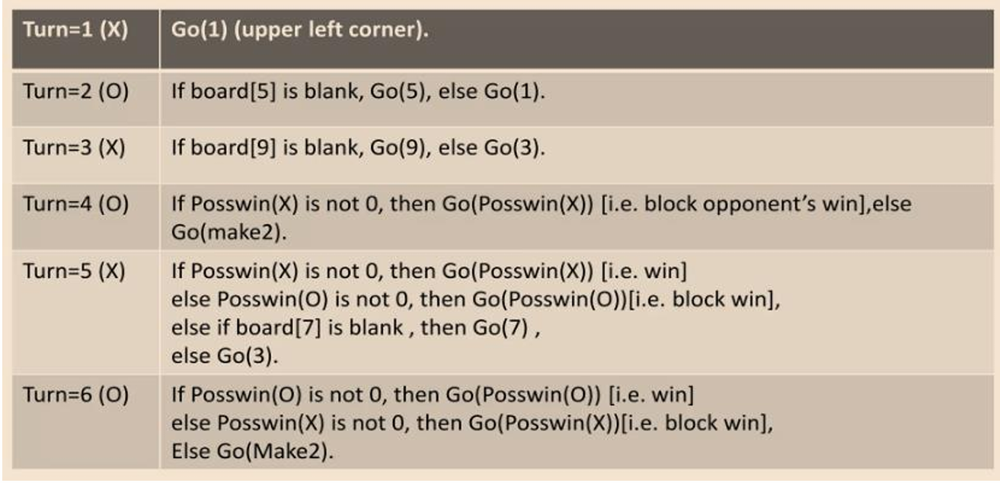 Turn=1 (X) Go(1) (upper left corner).
Turn=2 (O) If board[5] is blank, Go(5), else Go(1).
Turn=3 (X) If board[9] is blank, Go(9), else Go(3).
Turn=4 (O) If Posswin(X) is not 0, then Go(Posswin(X)) [i.e. block opponent’s win],else
Go(make2).
Turn=5 (X) If Posswin(X) is not 0, then Go(Posswin(X)) [i.e. win]
else Posswin(O) is not 0, then Go(Posswin(O))[i.e. block win],
else if board[7] is blank , then Go(7) ,
else Go(3).
Turn=6 (O) If Posswin(O) is not 0, then Go(Posswin(O)) [i.e. win]
else Posswin(X) is not 0, then Go(Posswin(X))[i.e. block win],
Else Go(Make2).